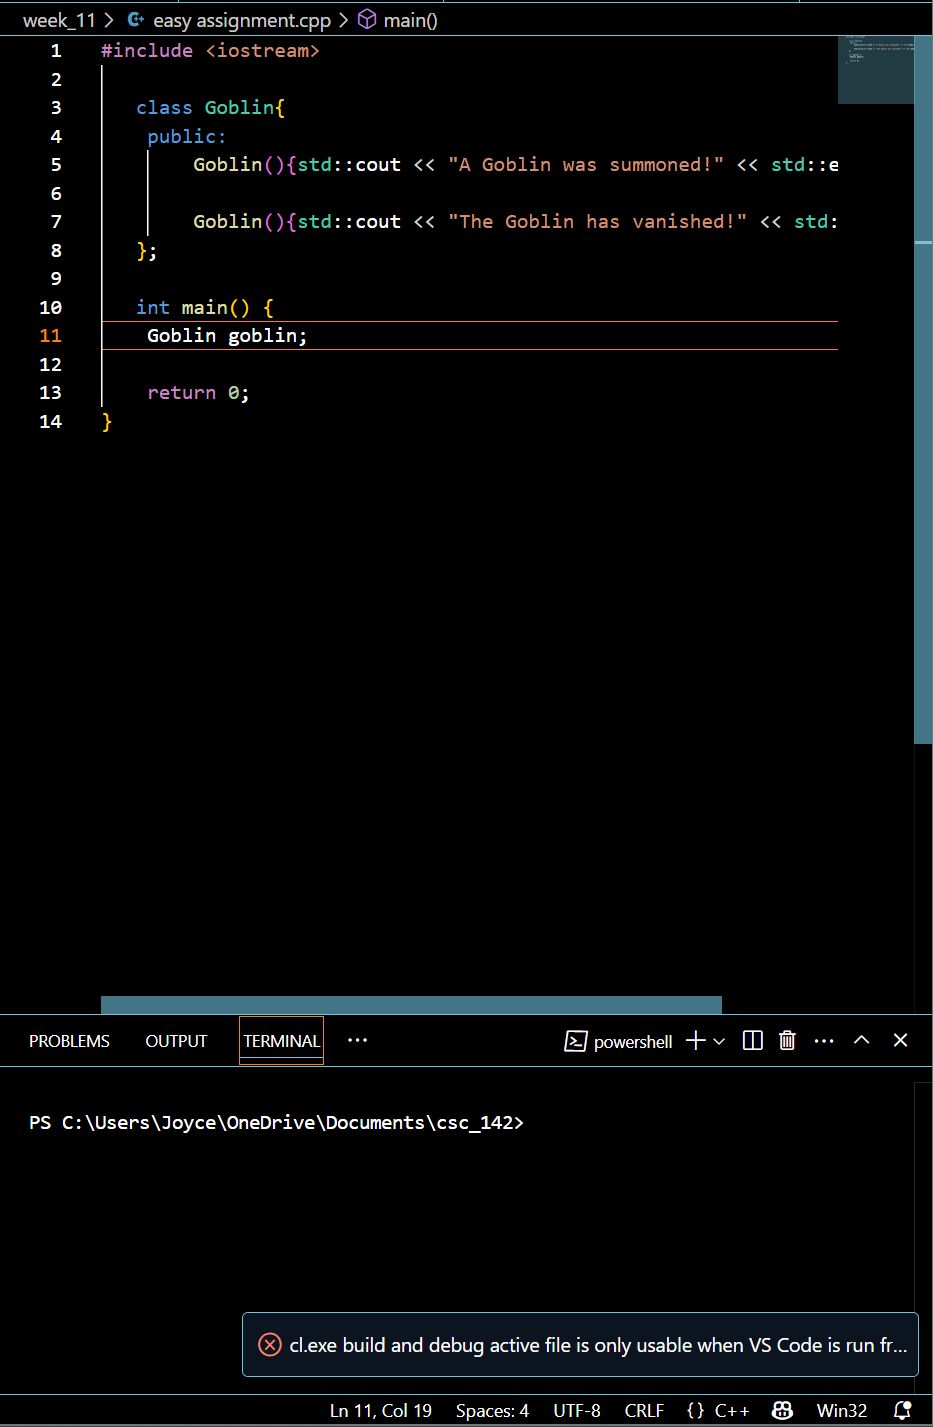 week_11 > easy assignment.cpp > main()
1 #include <iostream>
2
3 class Goblin{
4 public:
5 Goblin(){std::cout << "A Goblin was summoned!" << std::e
6
7 Goblin(){std::cout << "The Goblin has vanished!" << std:
8 };
9
10 int main() {
11 Goblin goblin;
12
13 return 0;
14 }
PROBLEMS OUTPUT TERMINAL ··· powershell ···
PS C:\Users\Joyce\OneDrive\Documents\csc_142>
cl.exe build and debug active file is only usable when VS Code is run fr...
Ln 11, Col 19 Spaces: 4 UTF-8 CRLF {} C++ Win32